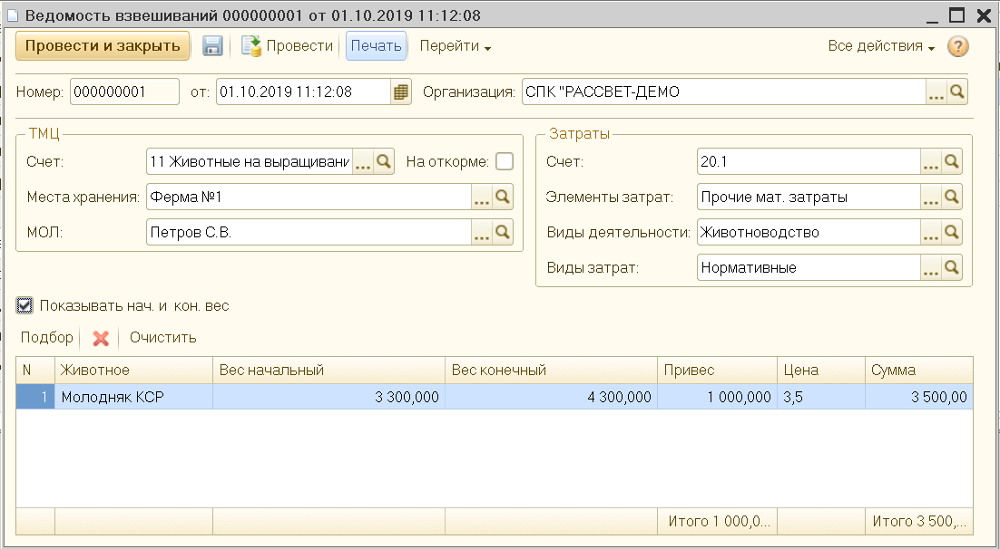 Ведомость взвешиваний 000000001 от 01.10.2019 11:12:08
Провести и закрыть Провести Печать Перейти Все действия ?
Номер: 000000001 от: 01.10.2019 11:12:08 Организация: СПК "РАССВЕТ-ДЕМО ...
ТМЦ
Счет: 11 Животные на выращивани ... На откорме:
Места хранения: Ферма №1 ...
МОЛ: Петров С.В. ...
Затраты
Счет: 20.1 ...
Элементы затрат: Прочие мат. затраты ...
Виды деятельности: Животноводство ...
Виды затрат: Нормативные ...
Показывать нач. и кон. вес
Подбор Очистить
N Животное Вес начальный Вес конечный Привес Цена Сумма
1 Молодняк КСР 3 300,000 4 300,000 1 000,000 3,5 3 500,00
Итого 1 000,0... Итого 3 500,...